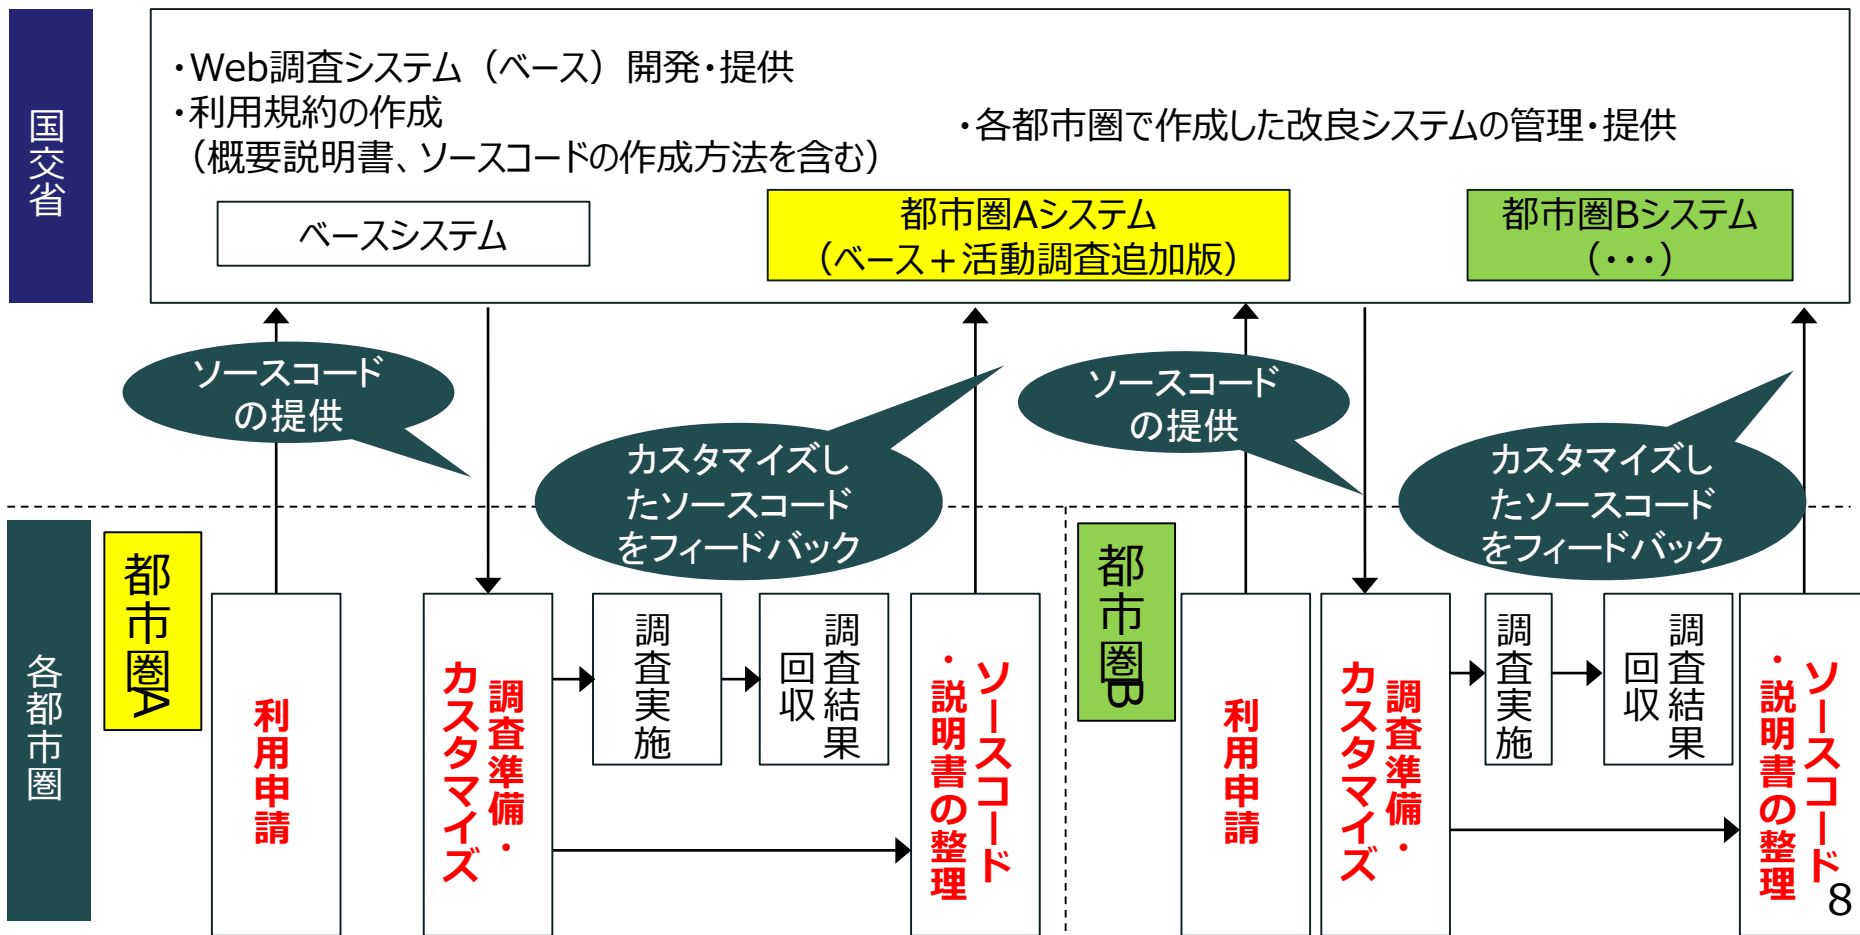 国交省
・Web調査システム（ベース）開発・提供
・利用規約の作成
（概要説明書、ソースコードの作成方法を含む）
・各都市圏で作成した改良システムの管理・提供
ベースシステム
都市圏Aシステム
（ベース＋活動調査追加版）
都市圏Bシステム
（・・・）
ソースコード
の提供
カスタマイズし
たソースコード
をフィードバック
ソースコード
の提供
カスタマイズし
たソースコード
をフィードバック
各都市圏
都市圏A
利用申請
調査準備・
カスタマイズ
調査実施
調査結果
回収
ソースコード
・説明書の整理
都市圏B
利用申請
調査準備・
カスタマイズ
調査実施
調査結果
回収
ソースコード
・説明書の整理
8